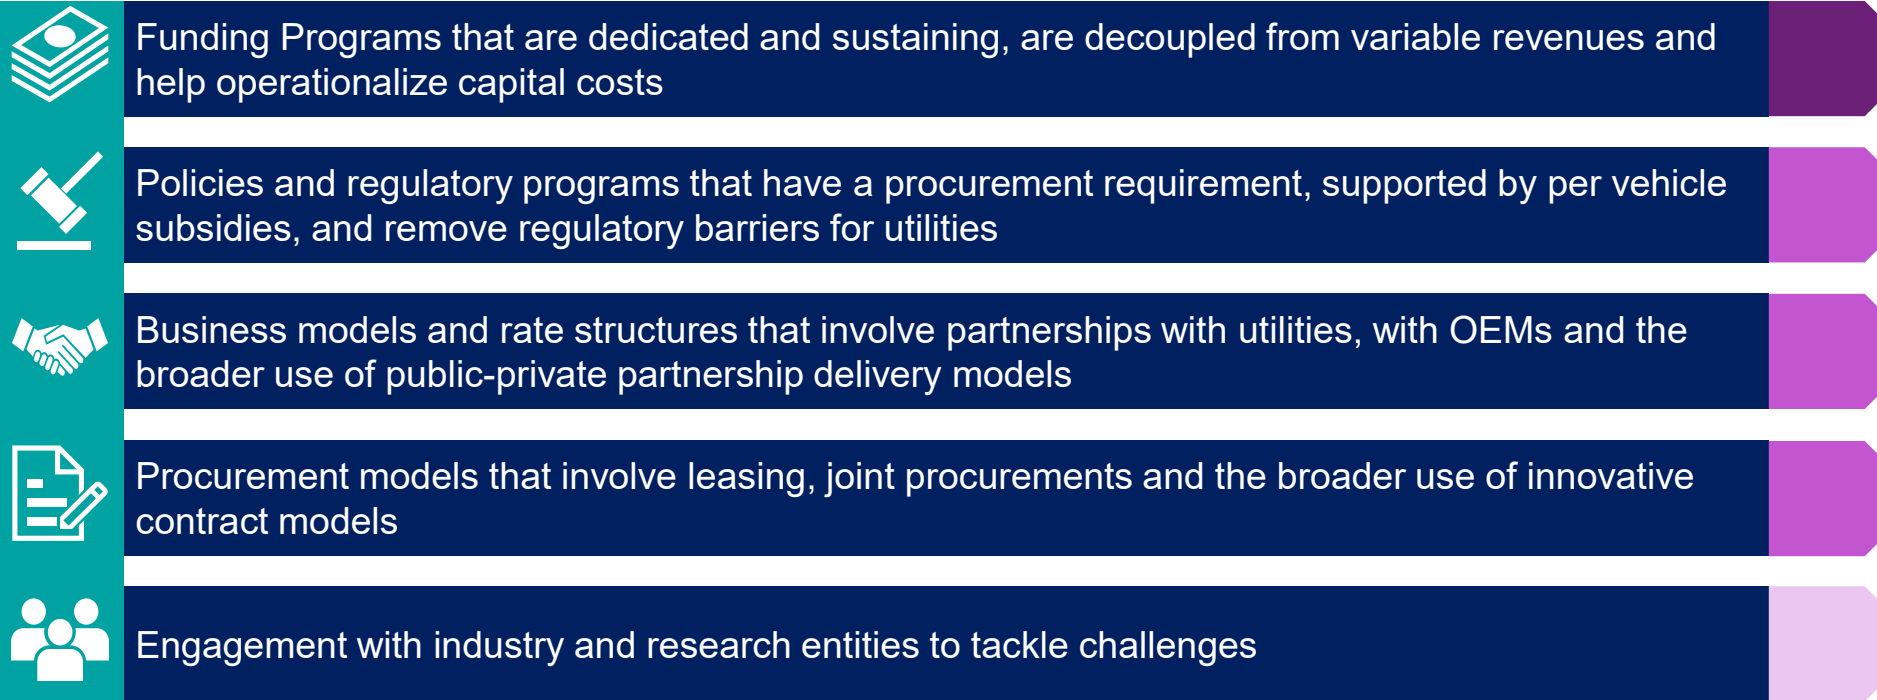 Funding Programs that are dedicated and sustaining, are decoupled from variable revenues and
help operationalize capital costs
Policies and regulatory programs that have a procurement requirement, supported by per vehicle
subsidies, and remove regulatory barriers for utilities
Business models and rate structures that involve partnerships with utilities, with OEMs and the
broader use of public-private partnership delivery models
Procurement models that involve leasing, joint procurements and the broader use of innovative
contract models
Engagement with industry and research entities to tackle challenges